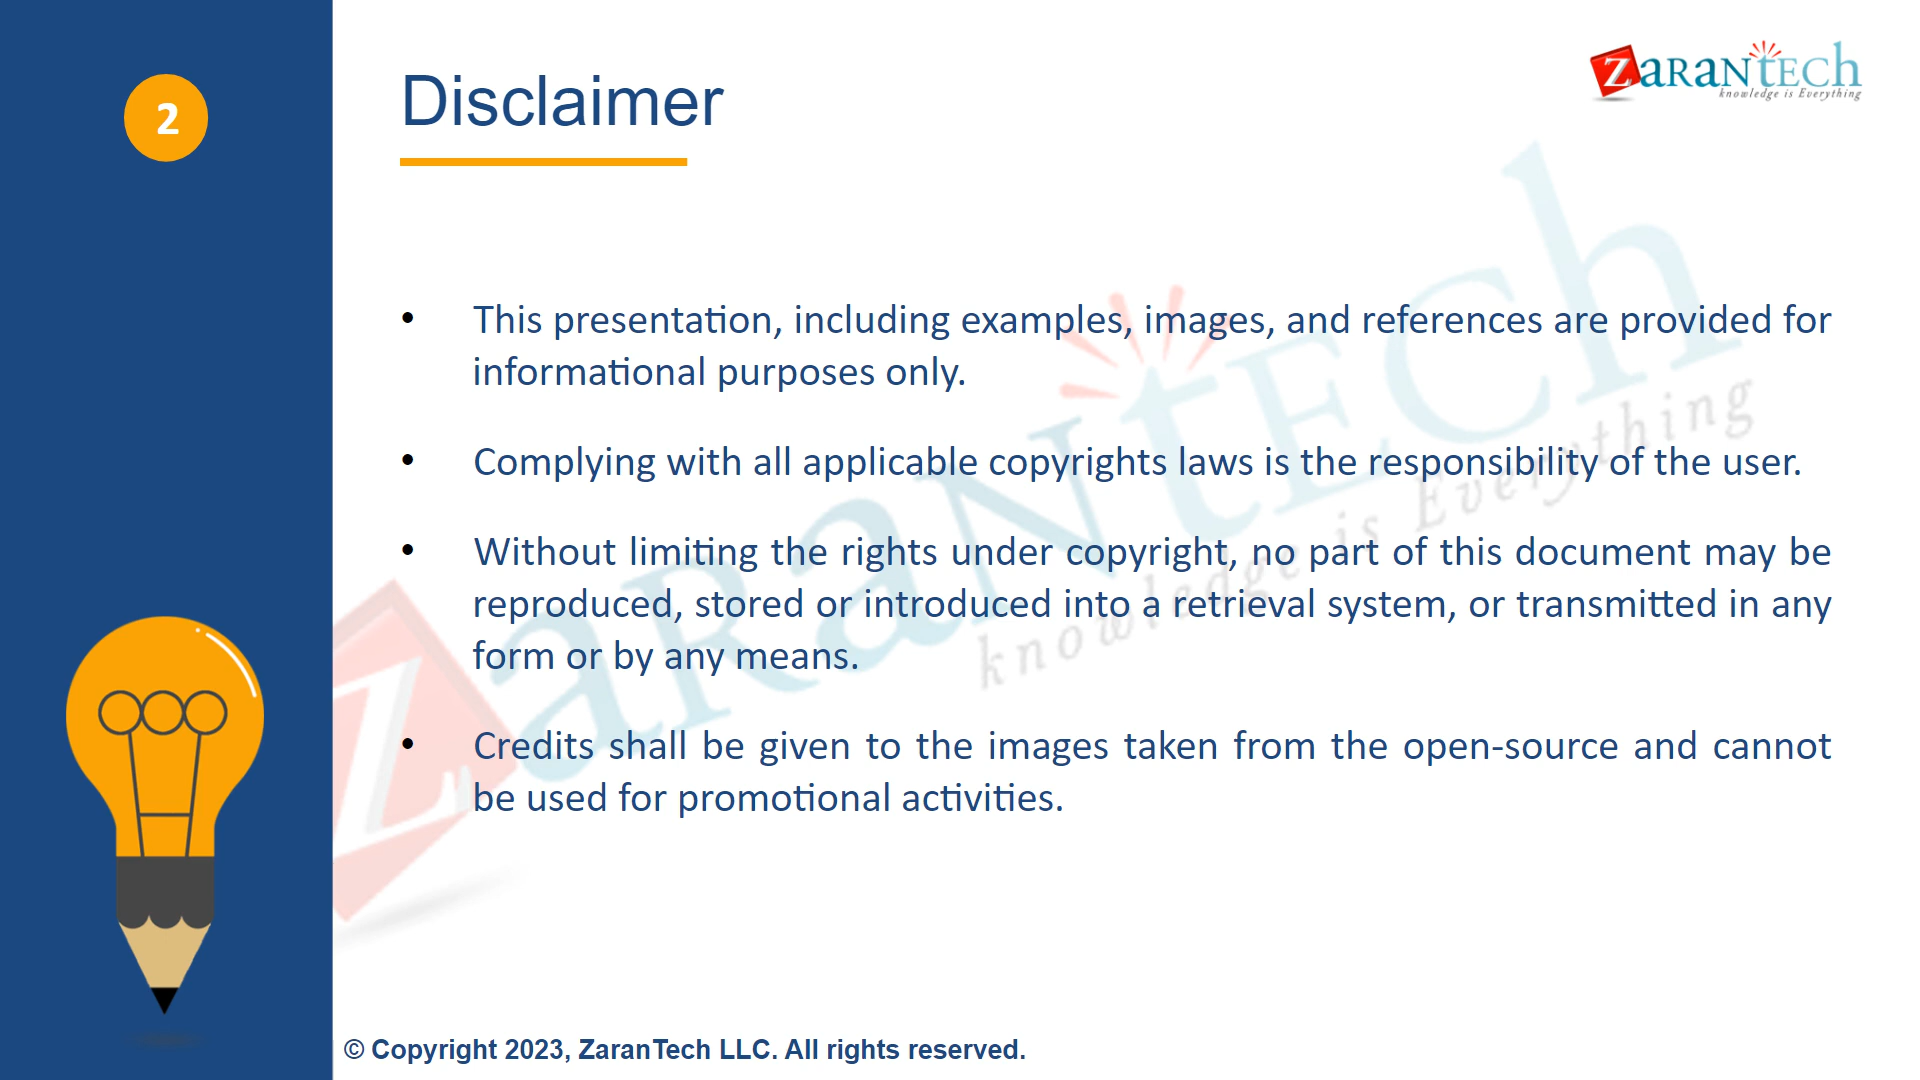 2
Disclaimer
ZaranTech
knowledge is Everything
• This presentation, including examples, images, and references are provided for
informational purposes only.
• Complying with all applicable copyrights laws is the responsibility of the user.
• Without limiting the rights under copyright, no part of this document may be
reproduced, stored or introduced into a retrieval system, or transmitted in any
form or by any means.
• Credits shall be given to the images taken from the open-source and cannot
be used for promotional activities.
ZaranTech
knowledge is Everything
© Copyright 2023, ZaranTech LLC. All rights reserved.